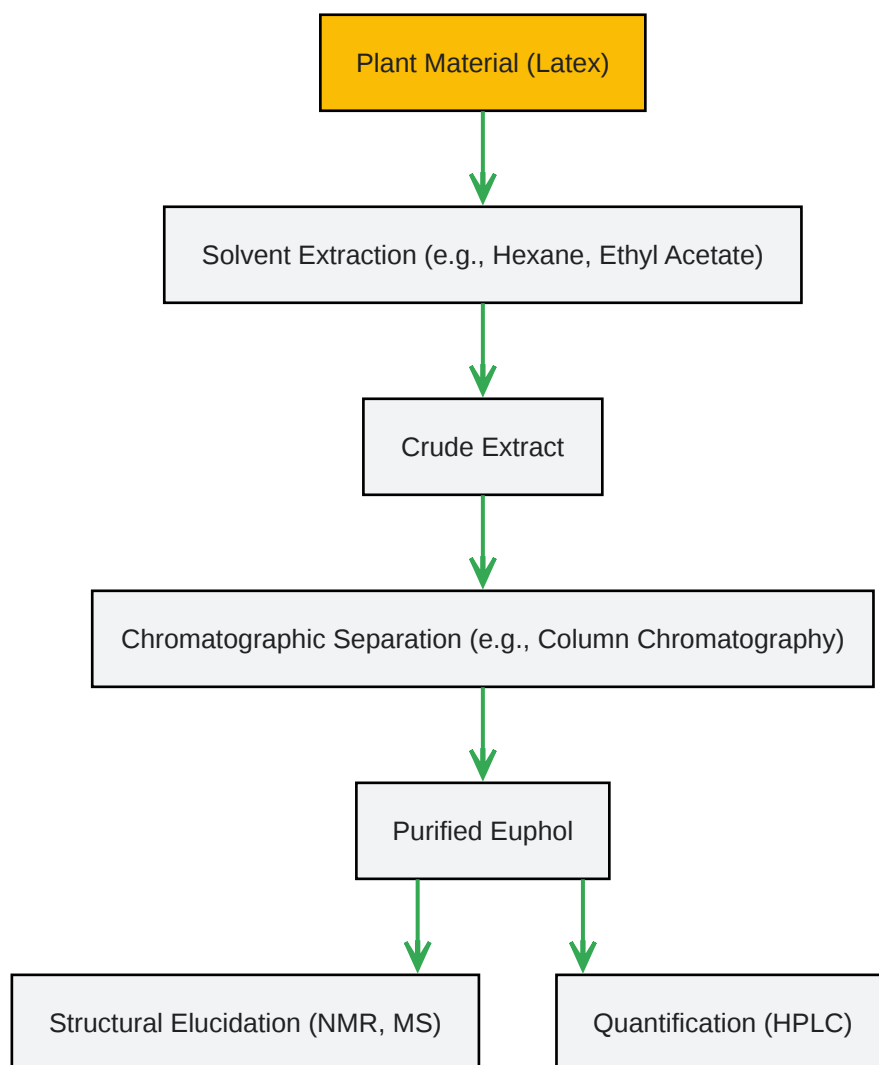 Plant Material (Latex)
Solvent Extraction (e.g., Hexane, Ethyl Acetate)
Crude Extract
Chromatographic Separation (e.g., Column Chromatography)
Purified Euphol
Structural Elucidation (NMR, MS)
Quantification (HPLC)